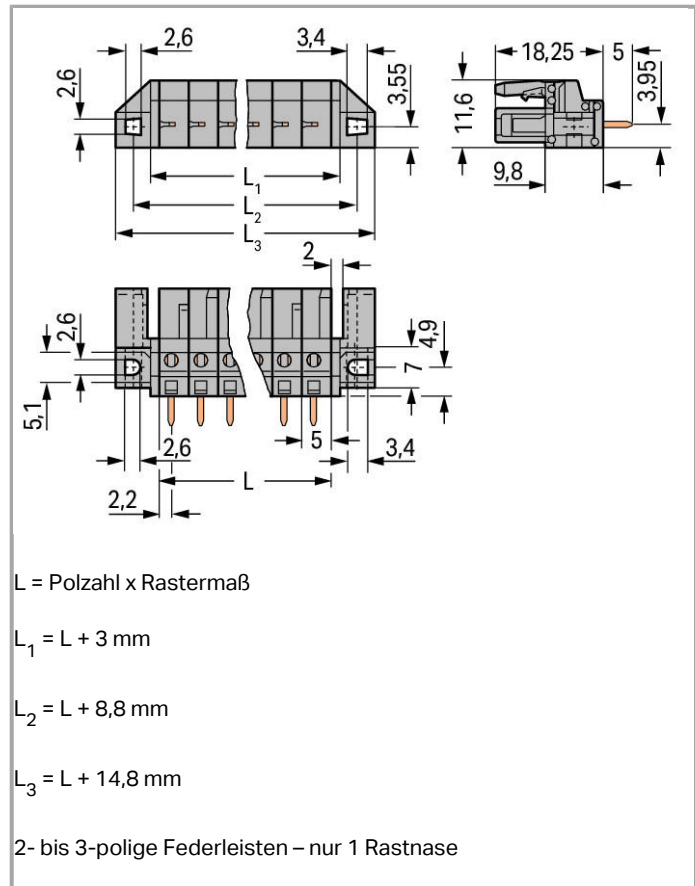 2,6 3,4 18,25 5
2,6 3,55 11,6 3,95
9,8
L₁
L₂
L₃
2
2,6 4,9
5,1 7
2,6 5 3,4
L
2,2
L = Polzahl x Rastermaß
L₁ = L + 3 mm
L₂ = L + 8,8 mm
L₃ = L + 14,8 mm
2- bis 3-polige Federleisten – nur 1 Rastnase